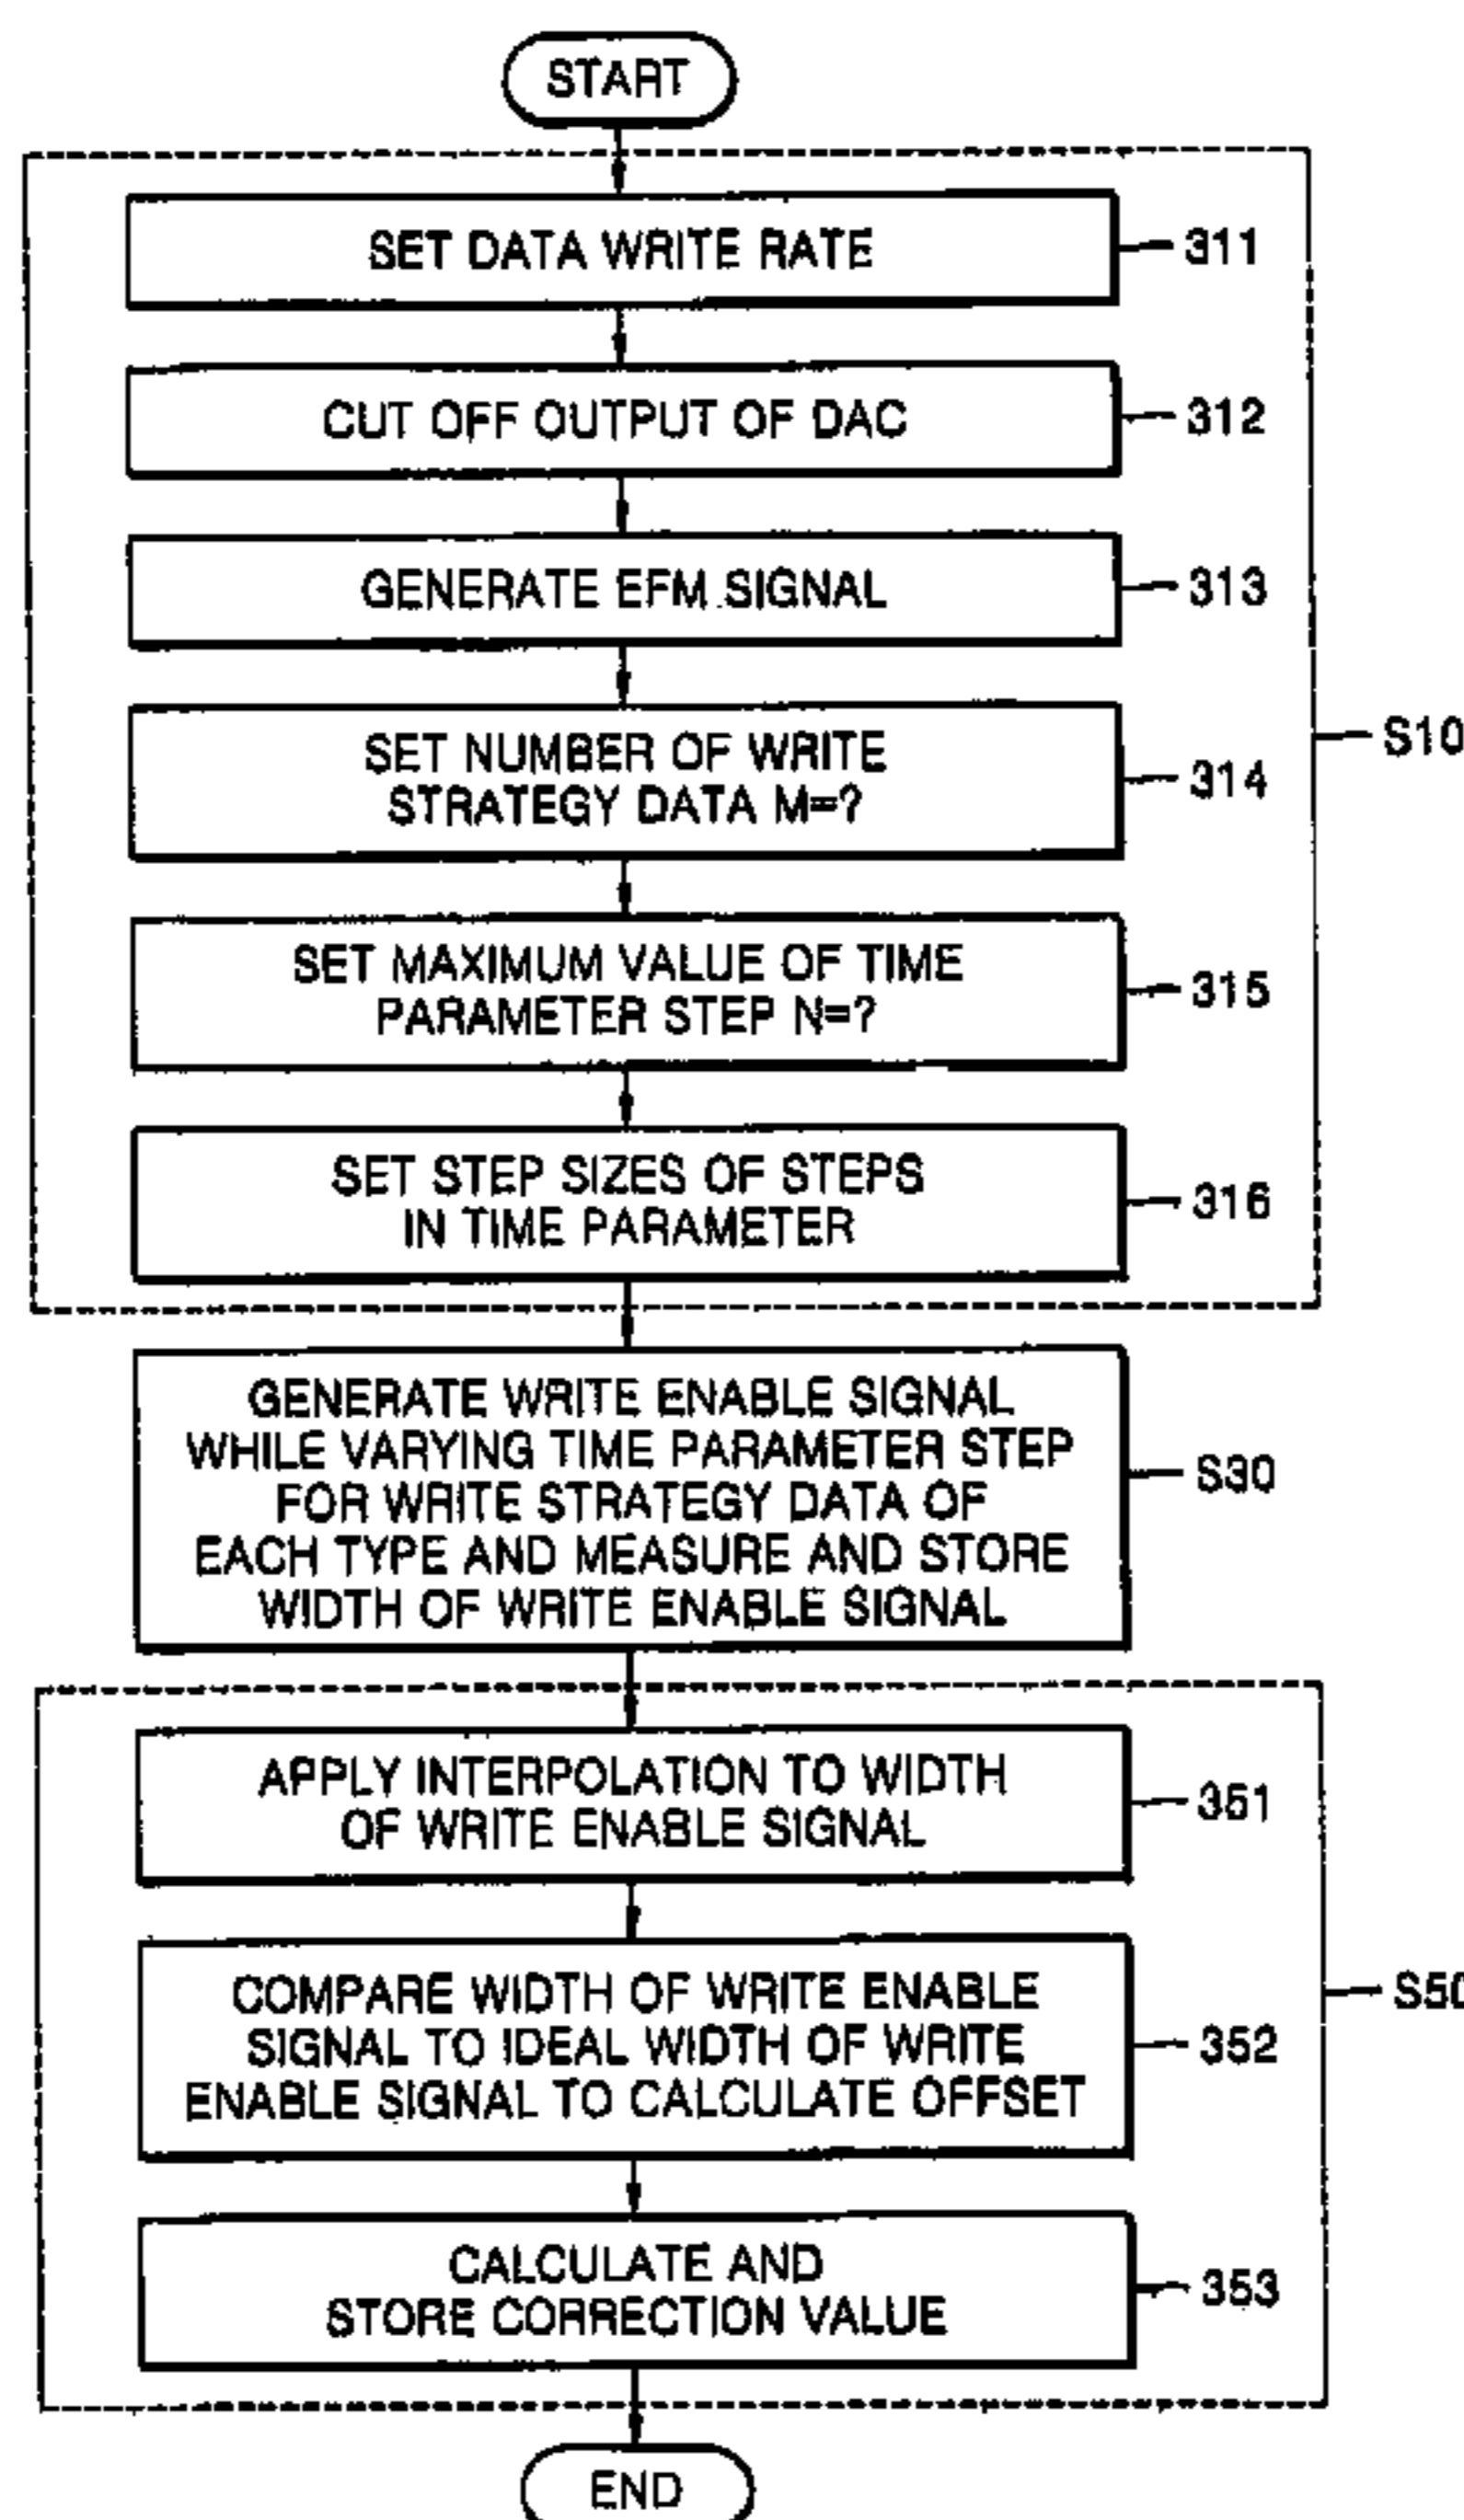 START
SET DATA WRITE RATE
311
CUT OFF OUTPUT OF DAC
312
GENERATE EFM SIGNAL
313
SET NUMBER OF WRITE
STRATEGY DATA M=?
314
S10
SET MAXIMUM VALUE OF TIME
PARAMETER STEP N=?
315
SET STEP SIZES OF STEPS
IN TIME PARAMETER
316
GENERATE WRITE ENABLE SIGNAL
WHILE VARYING TIME PARAMETER STEP
FOR WRITE STRATEGY DATA OF
EACH TYPE AND MEASURE AND STORE
WIDTH OF WRITE ENABLE SIGNAL
S30
APPLY INTERPOLATION TO WIDTH
OF WRITE ENABLE SIGNAL
351
COMPARE WIDTH OF WRITE ENABLE
SIGNAL TO IDEAL WIDTH OF WRITE
ENABLE SIGNAL TO CALCULATE OFFSET
352
S50
CALCULATE AND
STORE CORRECTION VALUE
353
END